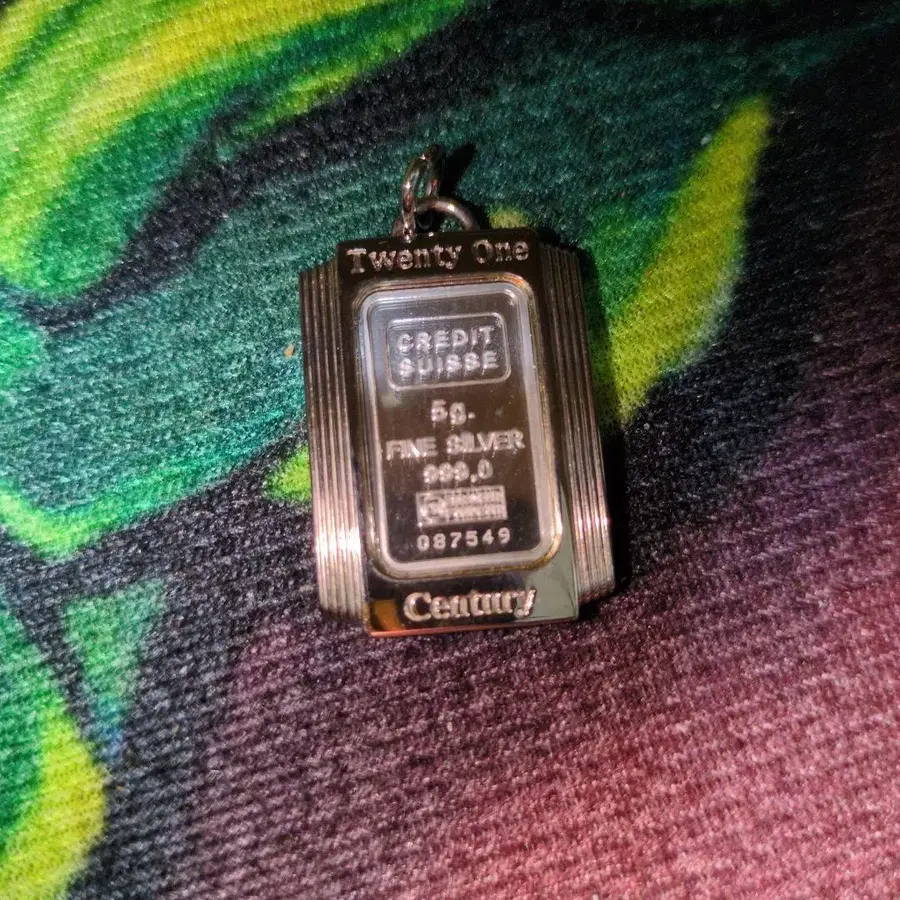 Twenty One
CREDIT
SUISSE
5g.
FINE SILVER
999.0
087549
Century